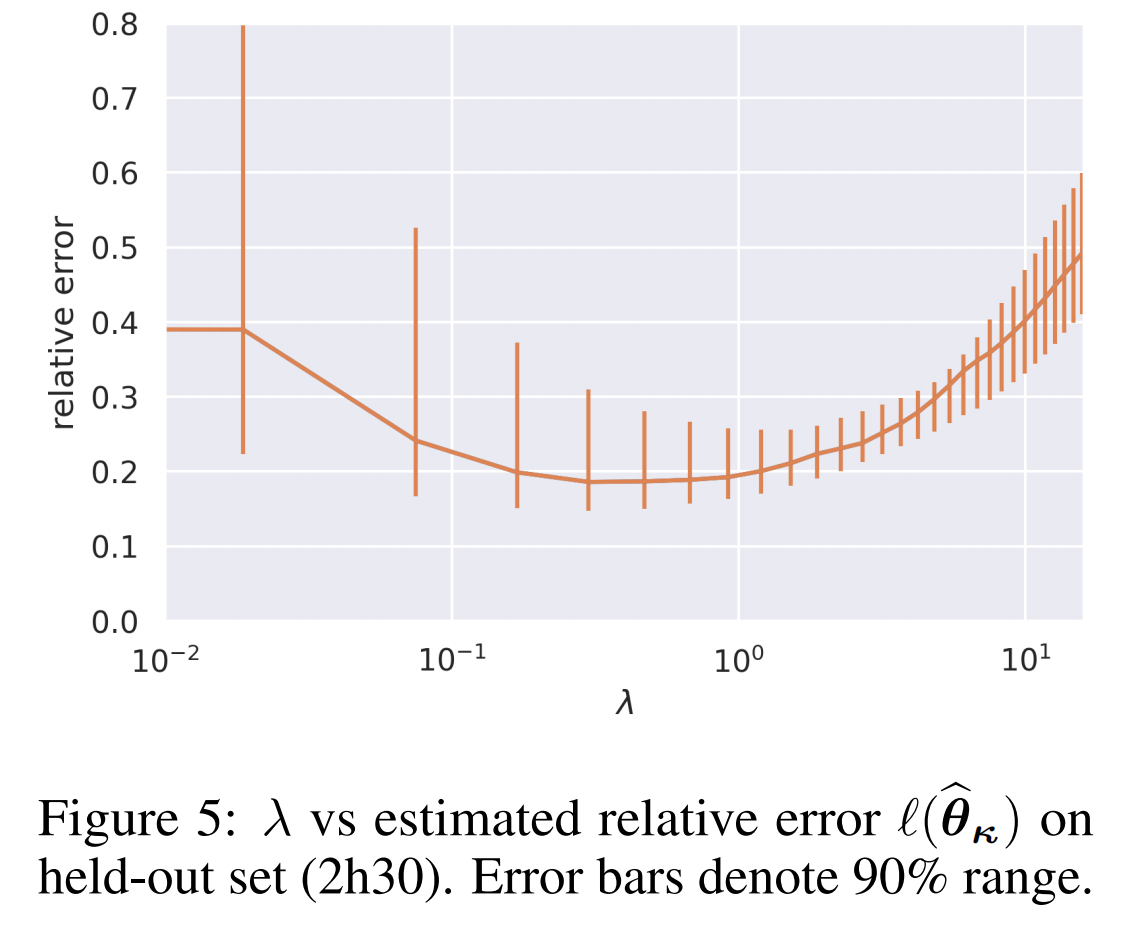 0.8
0.7
0.6
0.5
0.4
0.3
0.2
0.1
0.0
relative error
10⁻² 10⁻¹ 10⁰ 10¹
λ
Figure 5: λ vs estimated relative error ℓ(θ̂_κ) on
held-out set (2h30). Error bars denote 90% range.